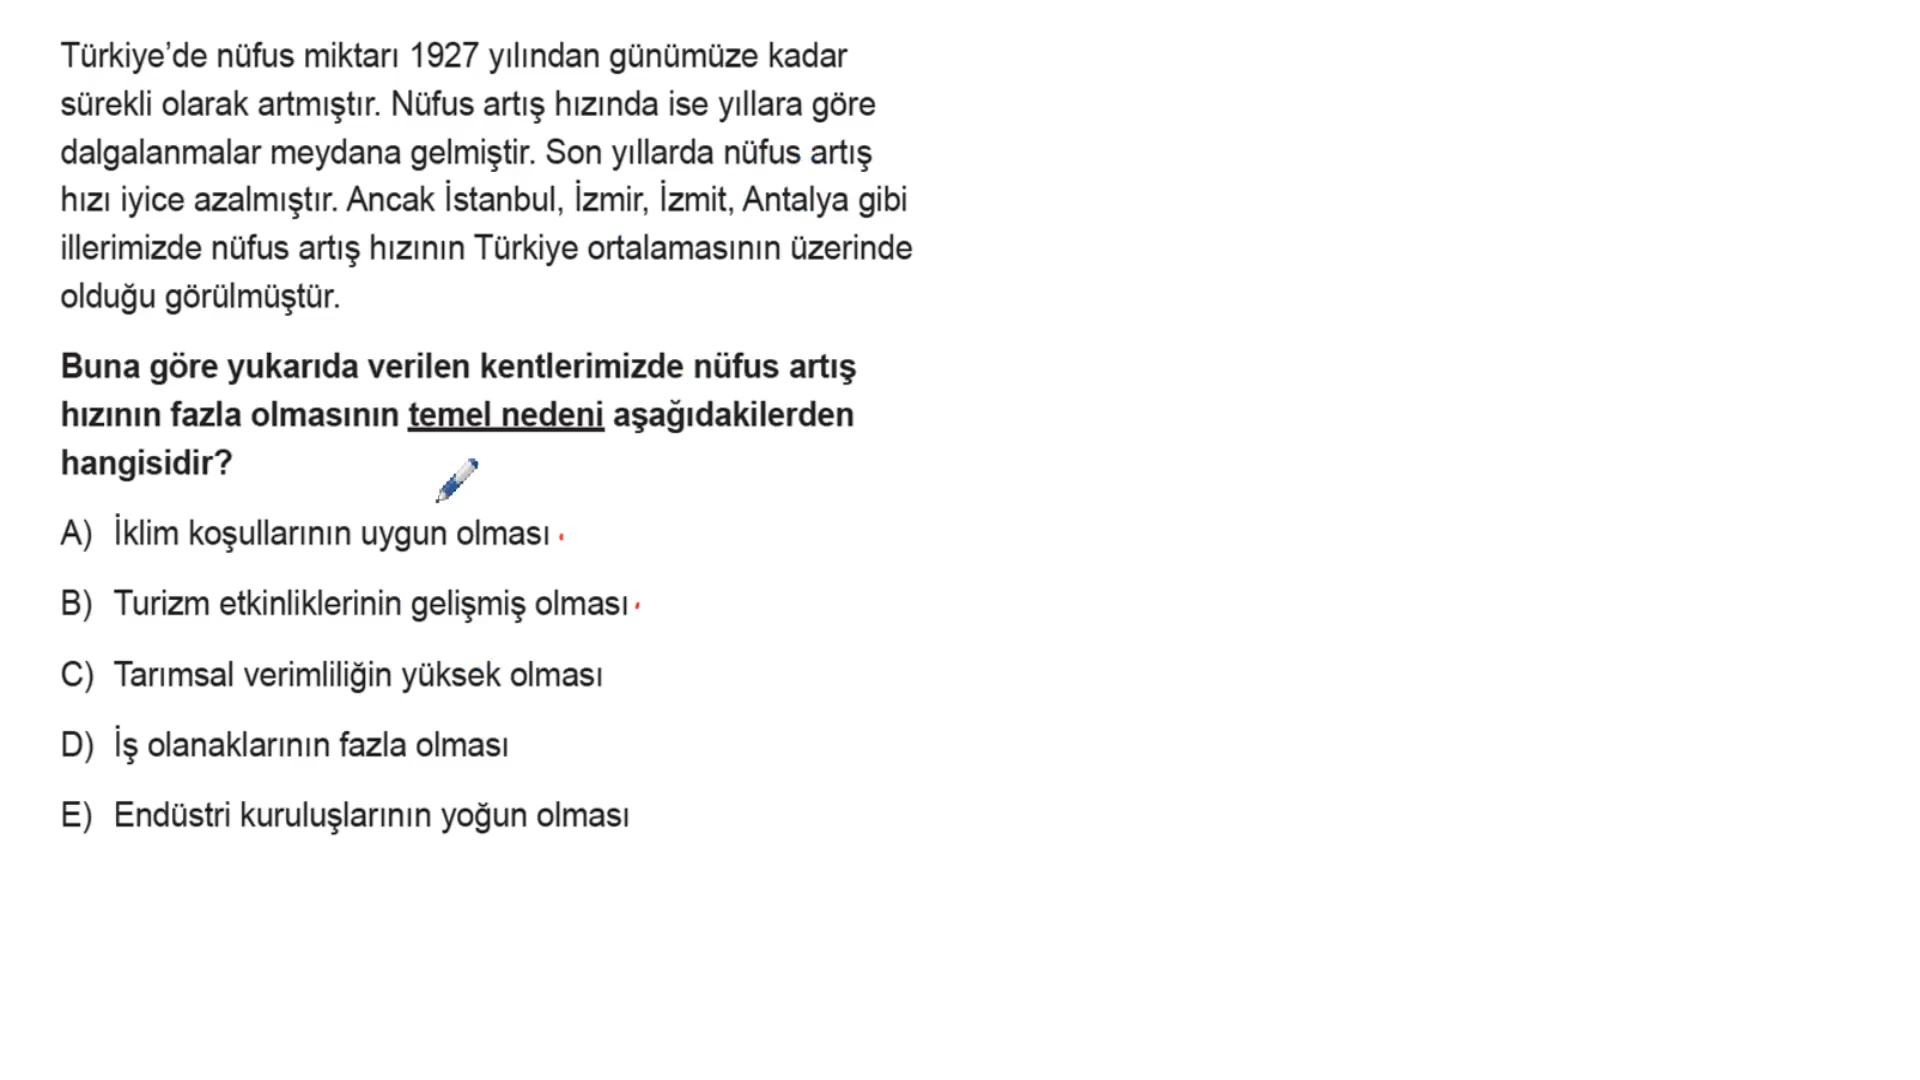 Türkiye’de nüfus miktarı 1927 yılından günümüze kadar
sürekli olarak artmıştır. Nüfus artış hızında ise yıllara göre
dalgalanmalar meydana gelmiştir. Son yıllarda nüfus artış
hızı iyice azalmıştır. Ancak İstanbul, İzmir, İzmit, Antalya gibi
illerimizde nüfus artış hızının Türkiye ortalamasının üzerinde
olduğu görülmüştür.
Buna göre yukarıda verilen kentlerimizde nüfus artış
hızının fazla olmasının temel nedeni aşağıdakilerden
hangisidir?
A) İklim koşullarının uygun olması
B) Turizm etkinliklerinin gelişmiş olması
C) Tarımsal verimliliğin yüksek olması
D) İş olanaklarının fazla olması
E) Endüstri kuruluşlarının yoğun olması